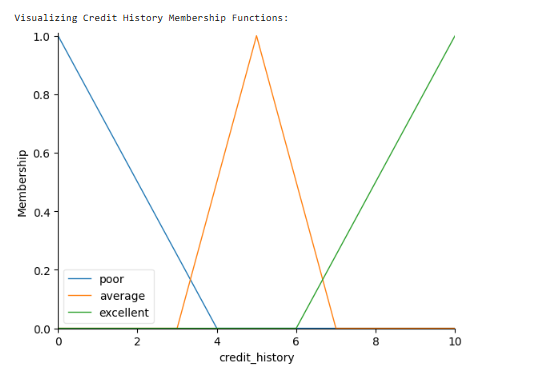 Visualizing Credit History Membership Functions:
1.0
0.8
0.6
0.4
0.2
0.0
Membership
poor
average
excellent
0 2 4 6 8 10
credit_history